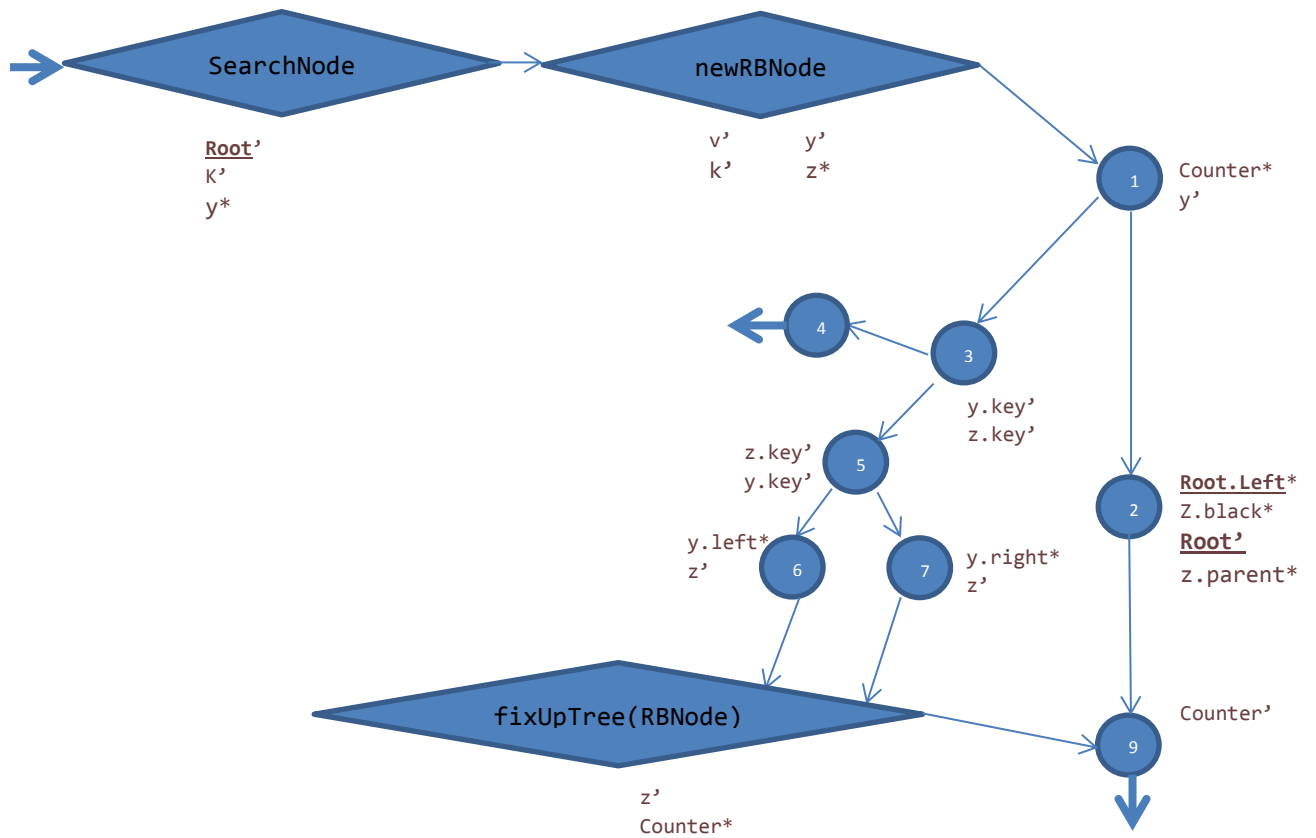 SearchNode
newRBNode
Root’
K’
y*
v’ y’
k’ z*
1
Counter*
y’
4
3
y.key’
z.key’
5
z.key’
y.key’
2
Root.Left*
Z.black*
Root’
z.parent*
6
y.left*
z’
7
y.right*
z’
fixUpTree(RBNode)
z’
Counter*
9
Counter’